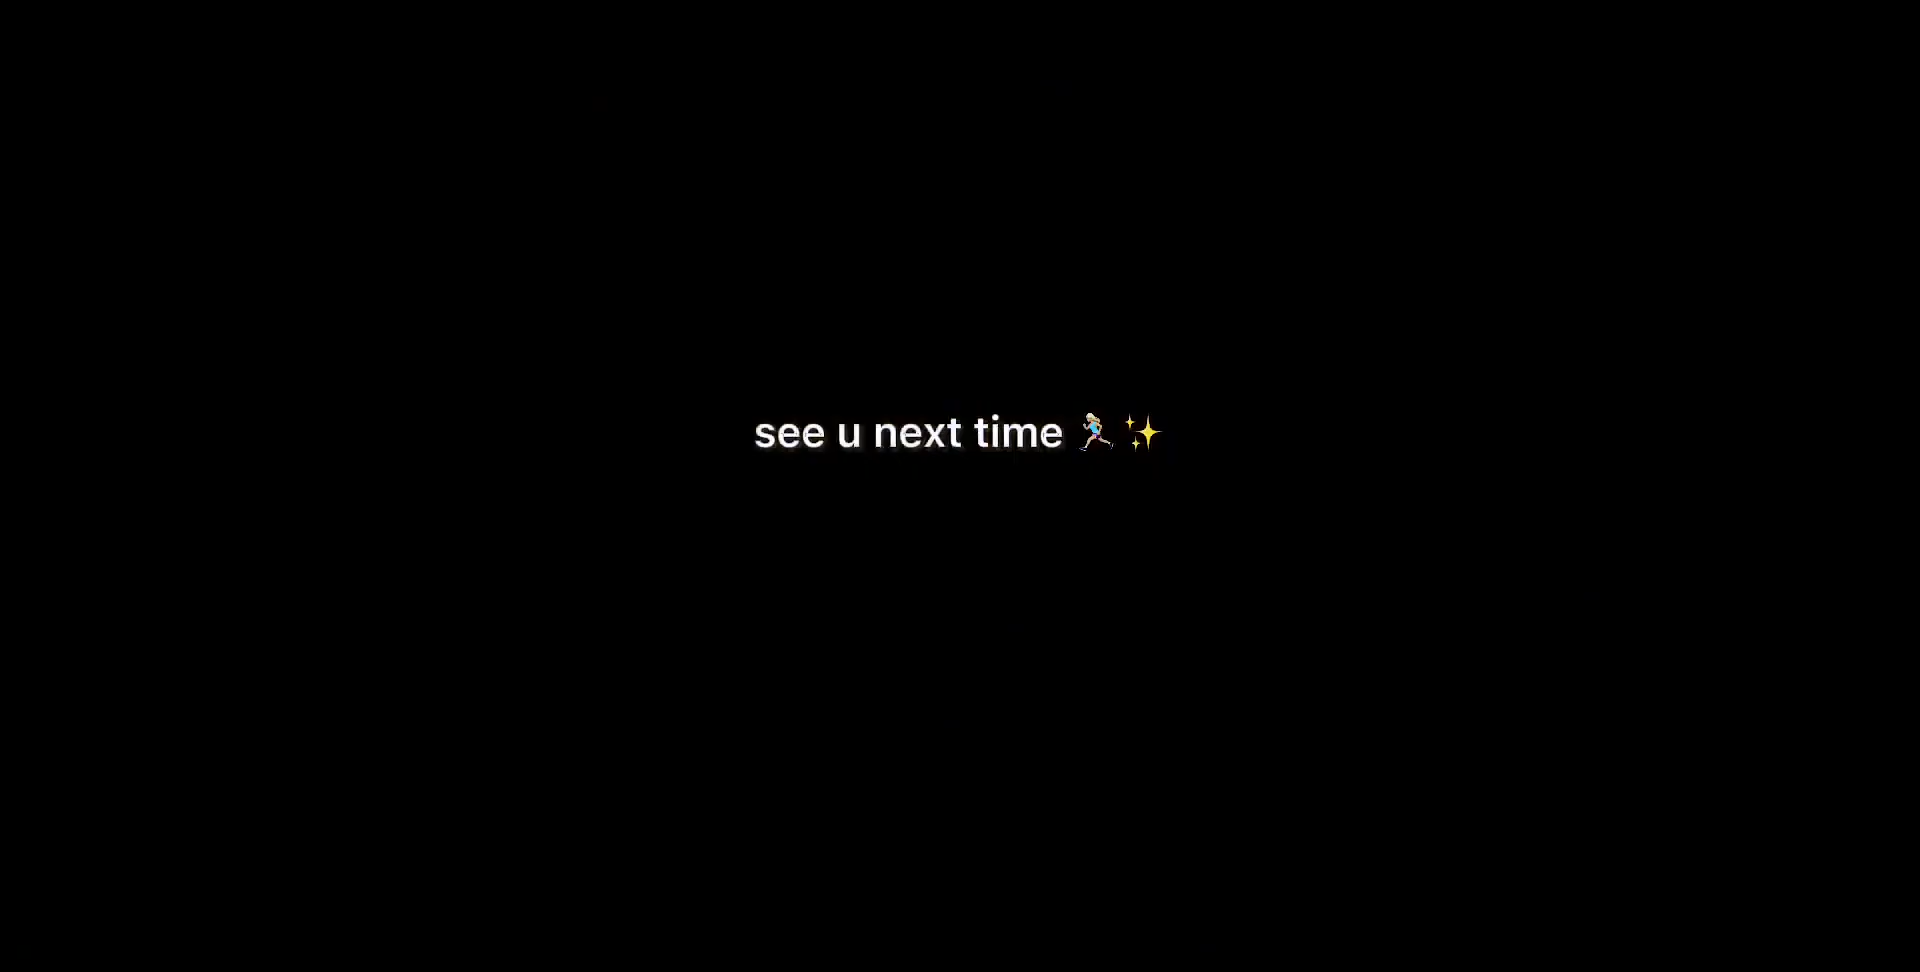 see u next time 🏃🏼‍♀️✨